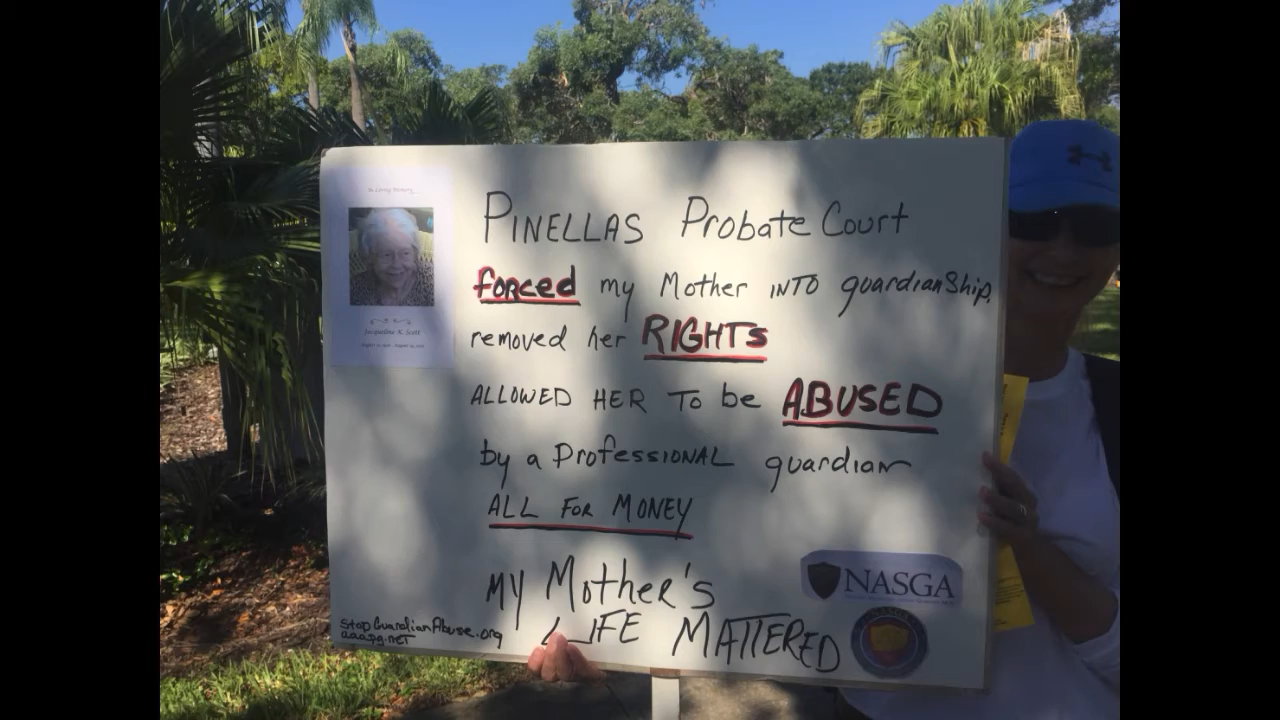 In Loving Memory
Jacqueline K. Scott
PINELLAS Probate Court
forced my Mother INTO guardianship,
removed her RIGHTS
ALLOWED HER TO be ABUSED
by a Professional guardian
ALL FOR MONEY
MY Mother's
LIFE MATTERED
StopGuardianAbuse.org
aaapg.net
NASGA